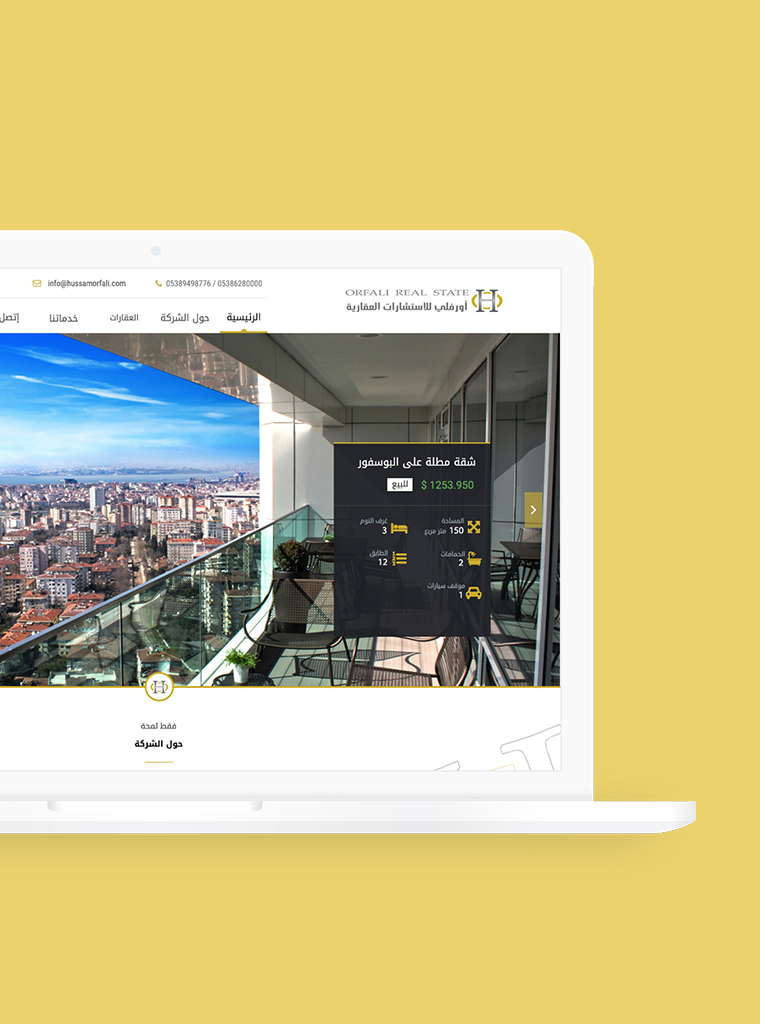 info@hussamorfali.com
05389498776 / 05386280000
ORFALI REAL STATE
أورفلي للاستشارات العقارية
الرئيسية
حول الشركة
العقارات
خدماتنا
إتصل
شقة مطلة على البوسفور
$ 1253.950
للبيع
المساحة
150 متر مربع
غرف النوم
3
الحمامات
2
الطابق
12
موقف سيارات
1
فقط لمحة
حول الشركة